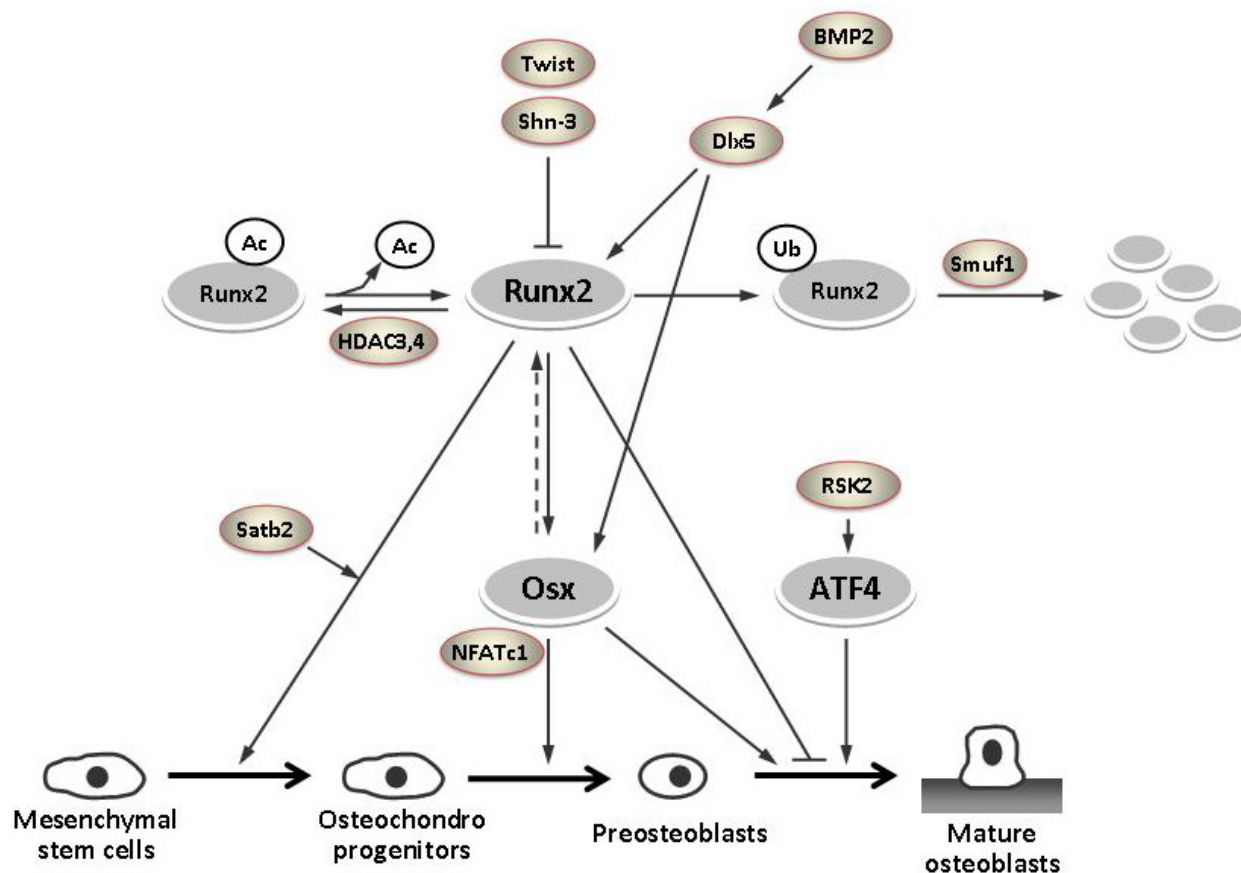 BMP2
Twist
Shn-3
Dlx5
Ac
Ac
Ub
Runx2
Runx2
Runx2
Smuf1
HDAC3,4
RSK2
Satb2
Osx
ATF4
NFATc1
Mesenchymal
stem cells
Osteochondro
progenitors
Preosteoblasts
Mature
osteoblasts